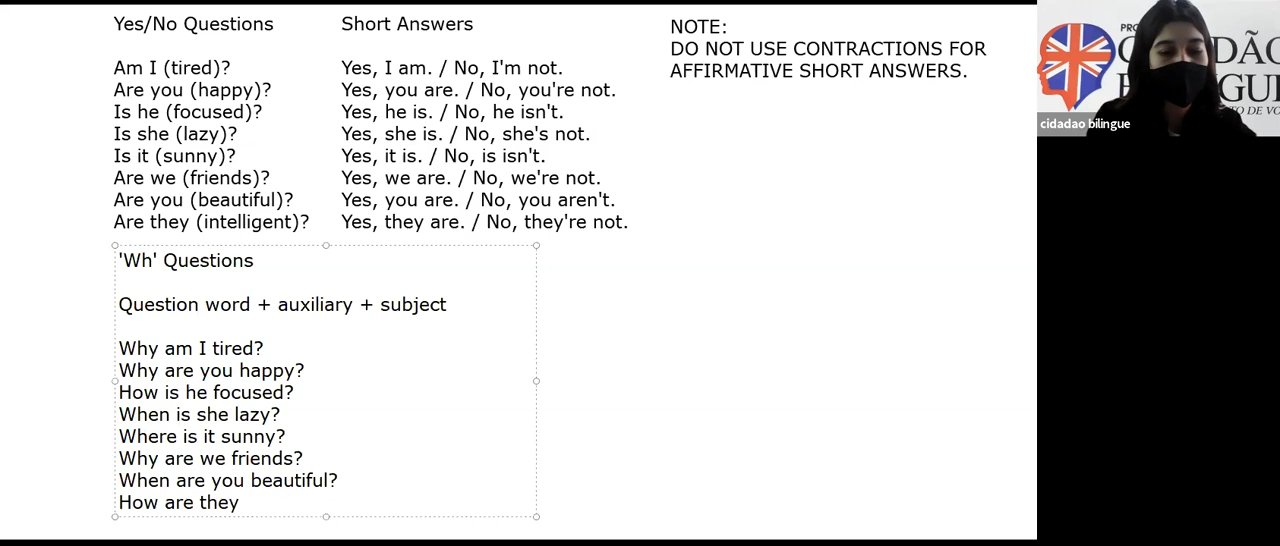 Yes/No Questions
Am I (tired)?
Are you (happy)?
Is he (focused)?
Is she (lazy)?
Is it (sunny)?
Are we (friends)?
Are you (beautiful)?
Are they (intelligent)?
Short Answers
Yes, I am. / No, I'm not.
Yes, you are. / No, you're not.
Yes, he is. / No, he isn't.
Yes, she is. / No, she's not.
Yes, it is. / No, is isn't.
Yes, we are. / No, we're not.
Yes, you are. / No, you aren't.
Yes, they are. / No, they're not.
NOTE:
DO NOT USE CONTRACTIONS FOR
AFFIRMATIVE SHORT ANSWERS.
'Wh' Questions
Question word + auxiliary + subject
Why am I tired?
Why are you happy?
How is he focused?
When is she lazy?
Where is it sunny?
Why are we friends?
When are you beautiful?
How are they
cidadao bilingue